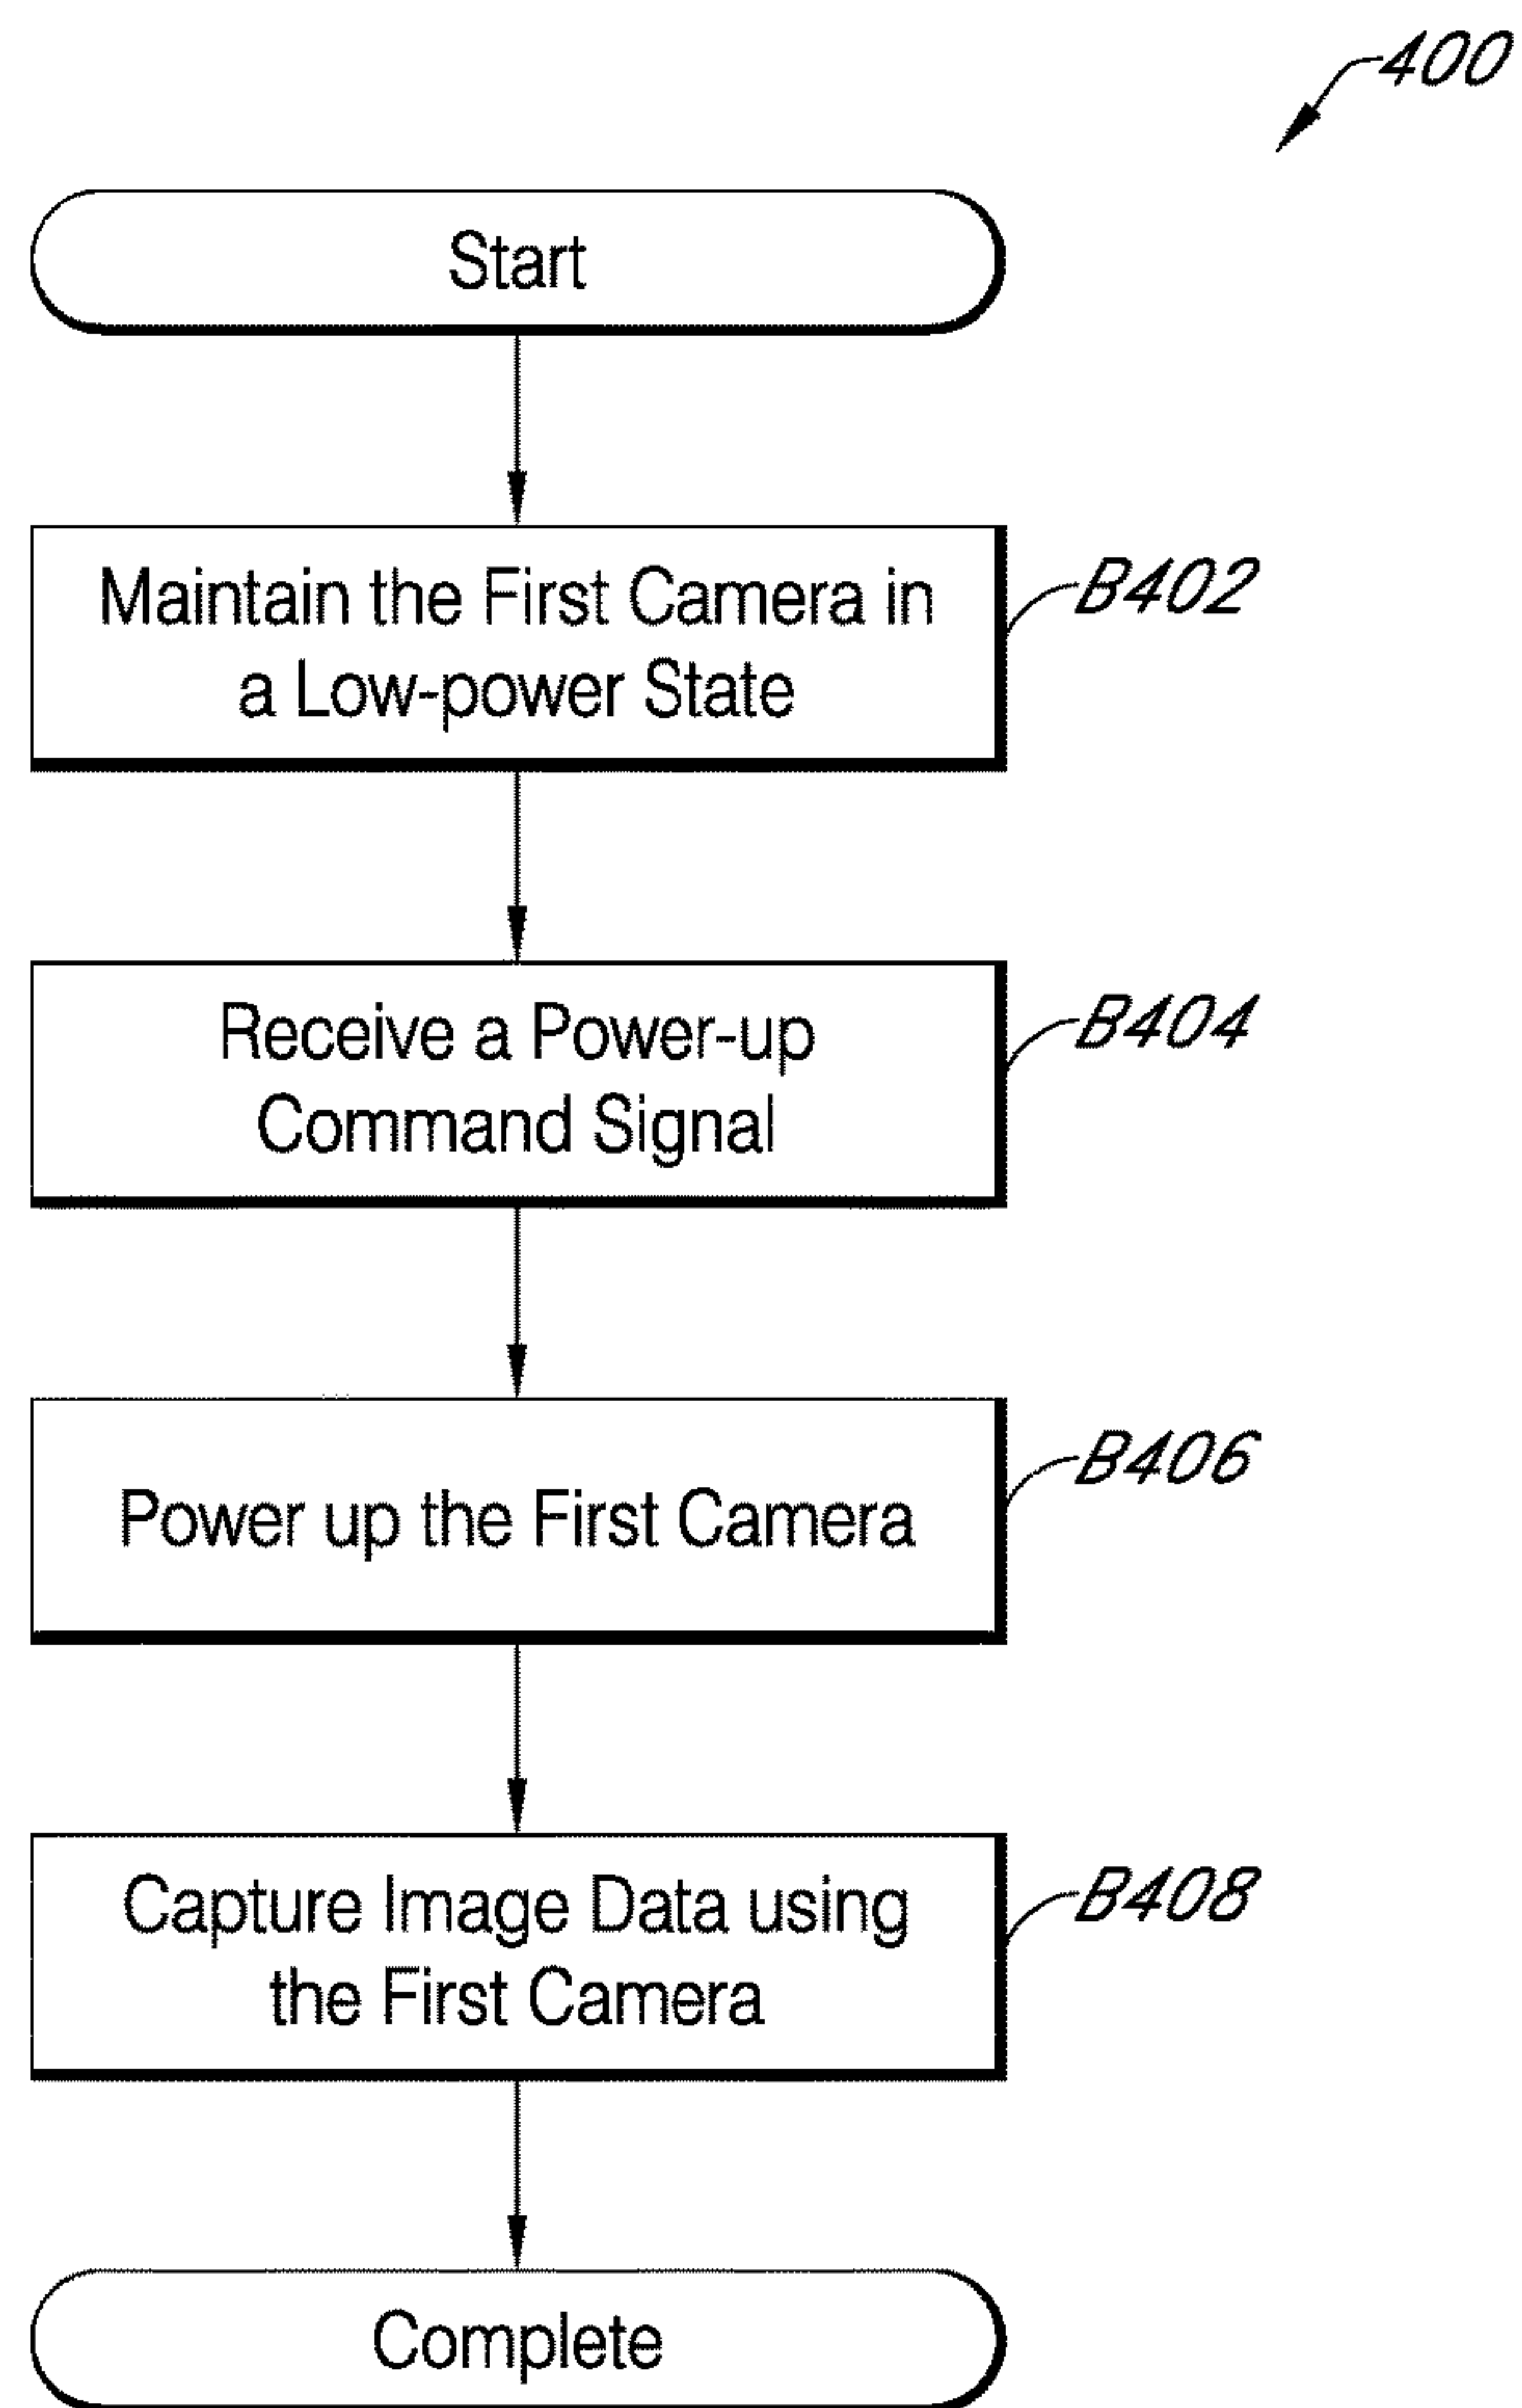 400
Start
Maintain the First Camera in
a Low-power State
B402
Receive a Power-up
Command Signal
B404
Power up the First Camera
B406
Capture Image Data using
the First Camera
B408
Complete